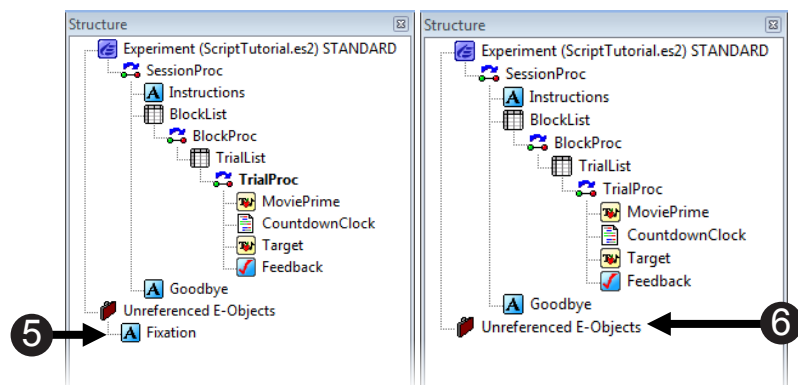 Structure
Experiment (ScriptTutorial.es2) STANDARD
SessionProc
A Instructions
BlockList
BlockProc
TrialList
TrialProc
MoviePrime
CountdownClock
Target
Feedback
A Goodbye
Unreferenced E-Objects
5
A Fixation
Structure
Experiment (ScriptTutorial.es2) STANDARD
SessionProc
A Instructions
BlockList
BlockProc
TrialList
TrialProc
MoviePrime
CountdownClock
Target
Feedback
A Goodbye
Unreferenced E-Objects
6